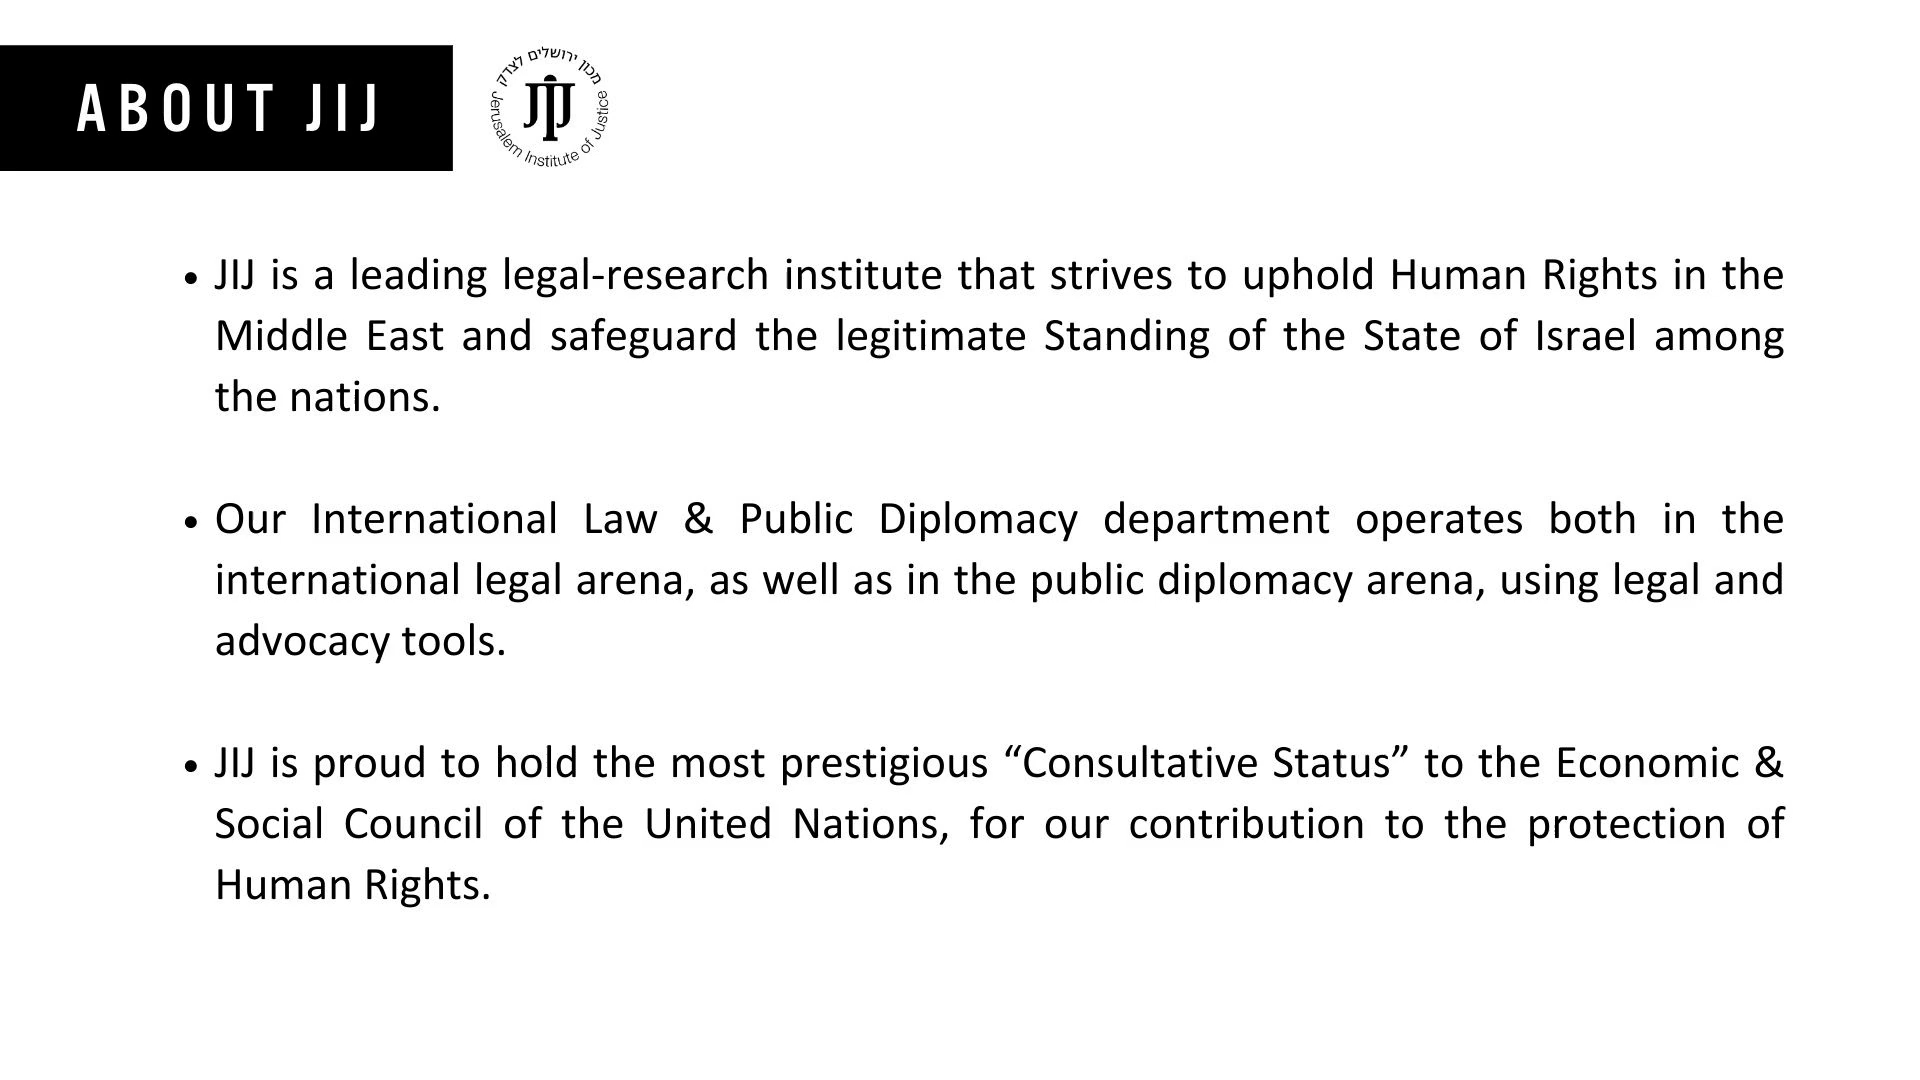 ABOUT JIJ
מכון ירושלים לצדק
JIJ
Jerusalem Institute of Justice
• JIJ is a leading legal-research institute that strives to uphold Human Rights in the
Middle East and safeguard the legitimate Standing of the State of Israel among
the nations.
• Our International Law & Public Diplomacy department operates both in the
international legal arena, as well as in the public diplomacy arena, using legal and
advocacy tools.
• JIJ is proud to hold the most prestigious “Consultative Status” to the Economic &
Social Council of the United Nations, for our contribution to the protection of
Human Rights.